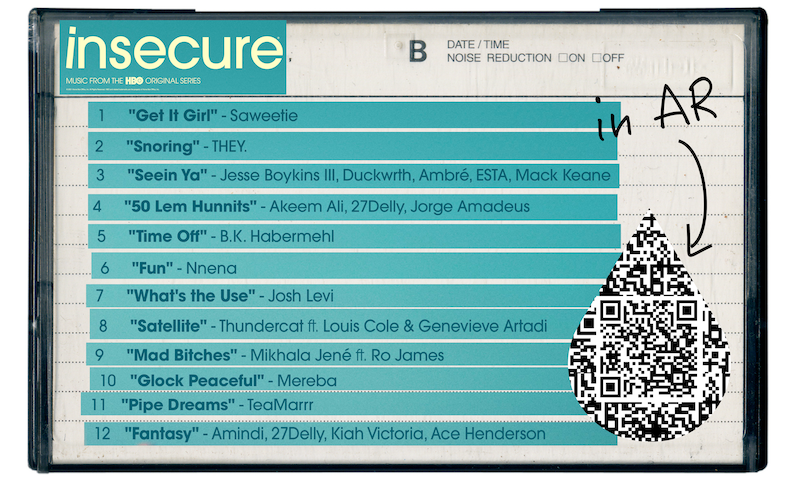 insecure
MUSIC FROM THE HBO ORIGINAL SERIES
B
DATE / TIME
NOISE REDUCTION □ON □OFF
in AR
1 "Get It Girl" - Saweetie
2 "Snoring" - THEY.
3 "Seein Ya" - Jesse Boykins III, Duckwrth, Ambré, ESTA, Mack Keane
4 "50 Lem Hunnits" - Akeem Ali, 27Delly, Jorge Amadeus
5 "Time Off" - B.K. Habermehl
6 "Fun" - Nnena
7 "What's the Use" - Josh Levi
8 "Satellite" - Thundercat ft. Louis Cole & Genevieve Artadi
9 "Mad Bitches" - Mikhala Jené ft. Ro James
10 "Glock Peaceful" - Mereba
11 "Pipe Dreams" - TeaMarrr
12 "Fantasy" - Amindi, 27Delly, Kiah Victoria, Ace Henderson